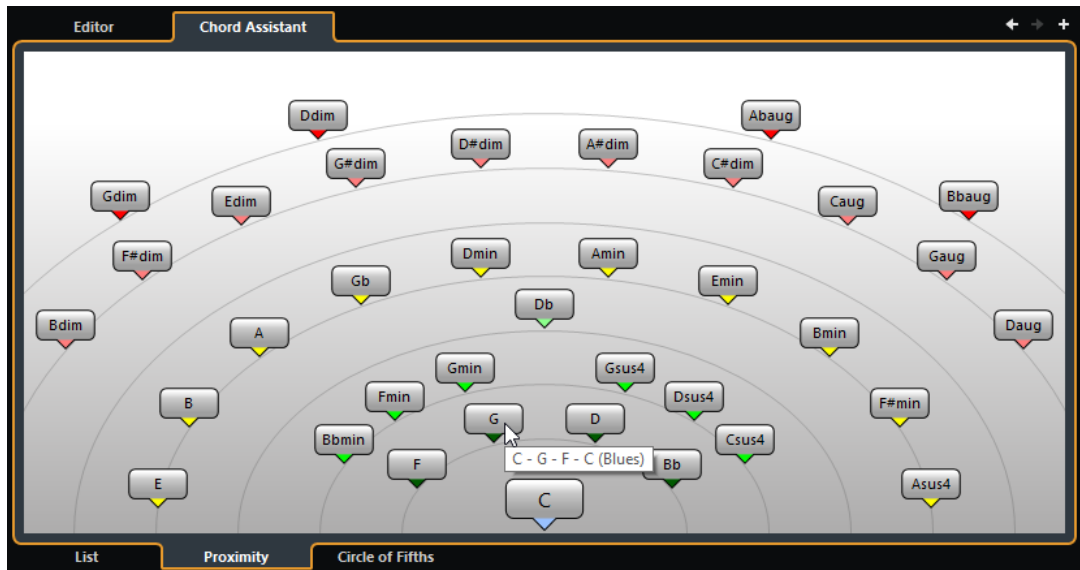 Editor
Chord Assistant
Ddim
Abaug
D#dim
A#dim
G#dim
C#dim
Gdim
Edim
Caug
Bbaug
F#dim
Dmin
Amin
Gaug
Gb
Emin
Db
Bdim
A
Bmin
Daug
Gmin
Gsus4
Fmin
Dsus4
B
F#min
G
D
Bbmin
Csus4
C - G - F - C (Blues)
F
Bb
E
Asus4
C
List
Proximity
Circle of Fifths